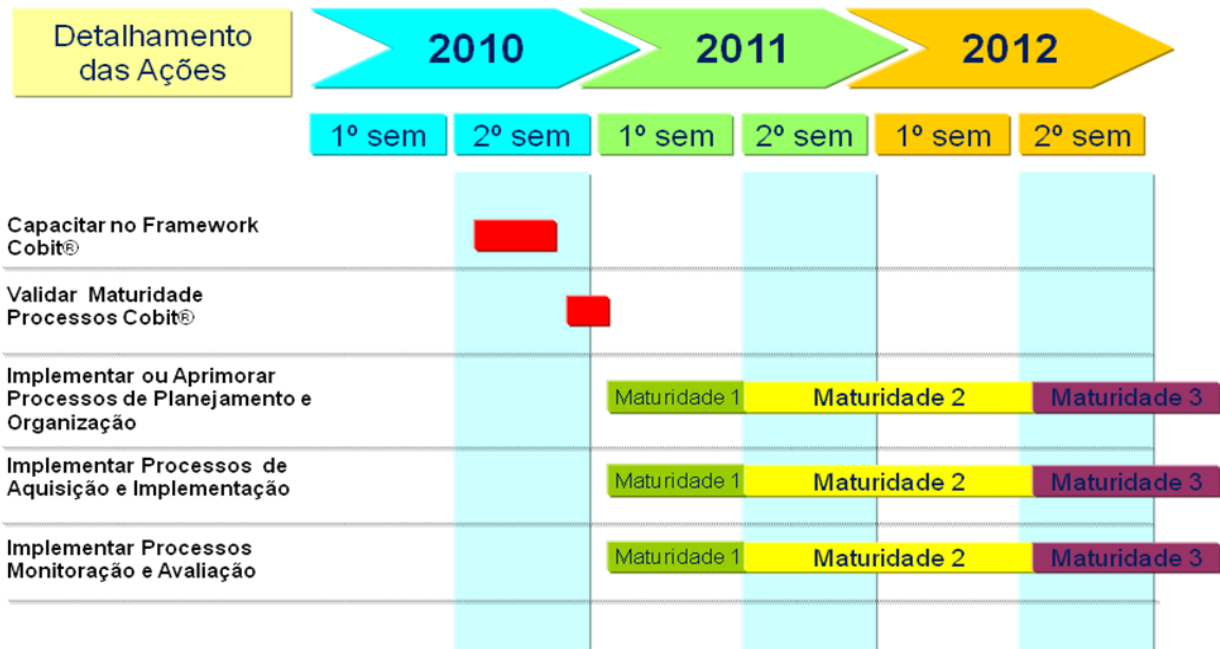 Detalhamento
das Ações
2010
2011
2012
1º sem
2º sem
1º sem
2º sem
1º sem
2º sem
Capacitar no Framework
Cobit®
Validar Maturidade
Processos Cobit®
Implementar ou Aprimorar
Processos de Planejamento e
Organização
Maturidade 1
Maturidade 2
Maturidade 3
Implementar Processos de
Aquisição e Implementação
Maturidade 1
Maturidade 2
Maturidade 3
Implementar Processos
Monitoração e Avaliação
Maturidade 1
Maturidade 2
Maturidade 3